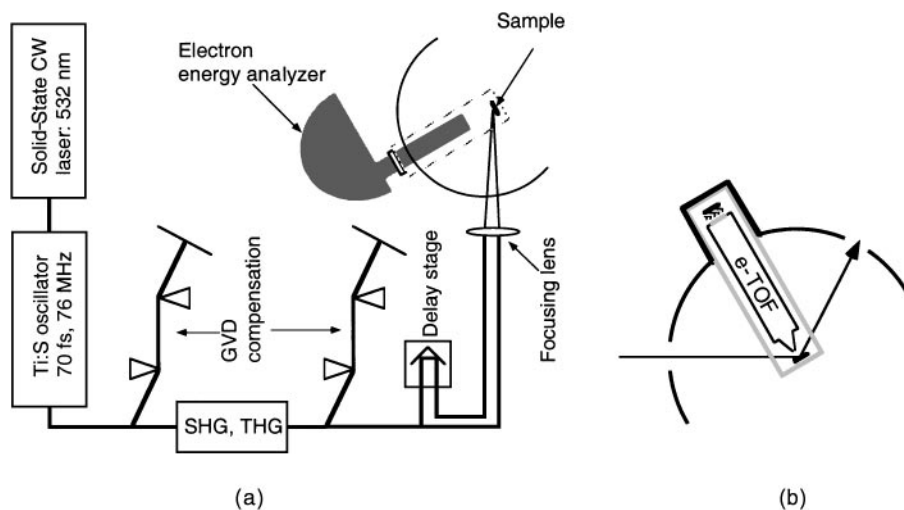 Sample
Electron
energy analyzer
Solid-State CW
laser: 532 nm
Ti:S oscillator
70 fs, 76 MHz
GVD
compensation
Delay stage
Focusing lens
SHG, THG
e-TOF
(a)
(b)